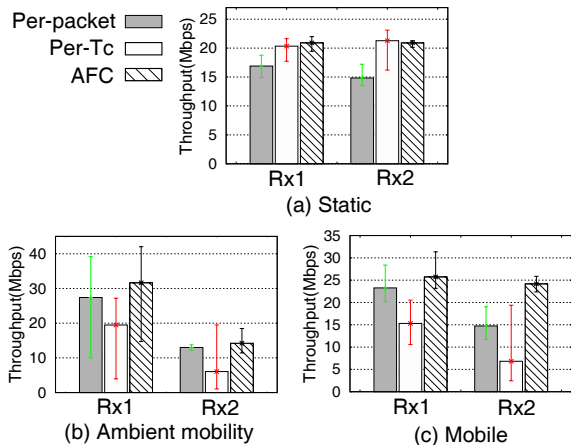 Per-packet
Per-Tc
AFC
Throughput(Mbps)
25
20
15
10
5
0
Rx1 Rx2
(a) Static
Throughput(Mbps)
40
30
20
10
0
Rx1 Rx2
(b) Ambient mobility
Throughput(Mbps)
35
30
25
20
15
10
5
0
Rx1 Rx2
(c) Mobile